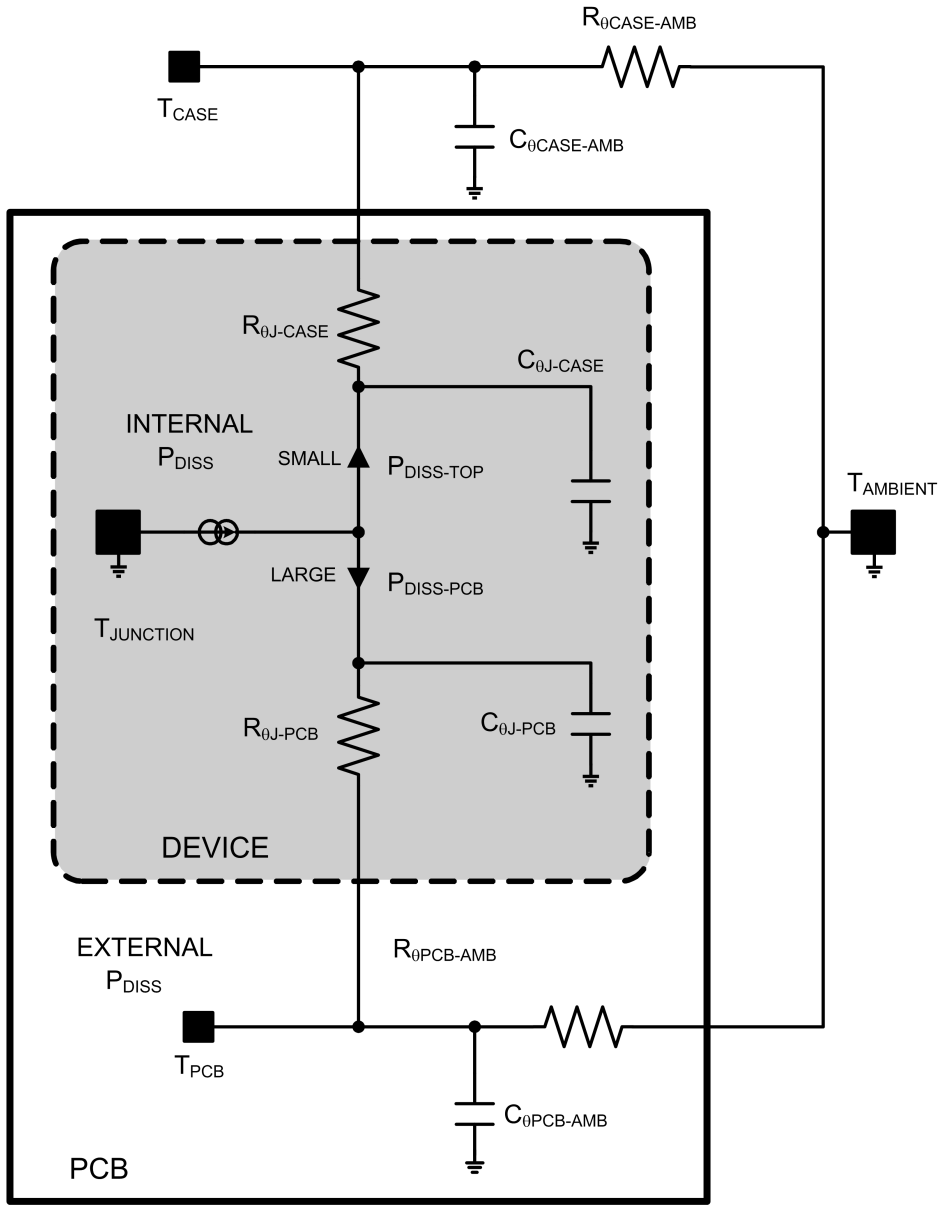 RθCASE-AMB
TCASE
CθCASE-AMB
RθJ-CASE
CθJ-CASE
INTERNAL
PDISS
SMALL
PDISS-TOP
TAMBIENT
LARGE
PDISS-PCB
TJUNCTION
RθJ-PCB
CθJ-PCB
DEVICE
EXTERNAL
PDISS
RθPCB-AMB
TPCB
CθPCB-AMB
PCB